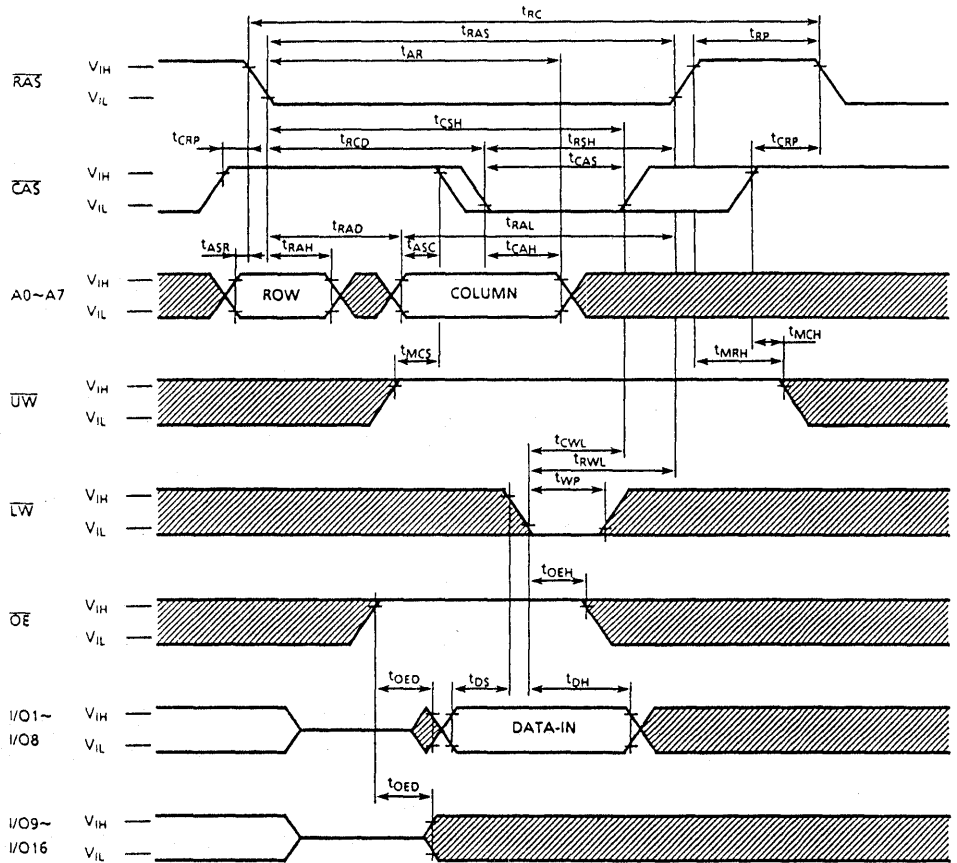 tRC
tRAS
tRP
tAR
RAS
VIH
VIL
tCSH
tCRP
tRCD
tRSH
tCRP
tCAS
CAS
VIH
VIL
tRAD
tRAL
tASR
tRAH
tASC
tCAH
A0~A7
VIH
VIL
ROW
COLUMN
tMCS
tMCH
tMRH
UW
VIH
VIL
tCWL
tRWL
tWP
LW
VIH
VIL
tOEH
OE
VIH
VIL
tOED
tDS
tDH
I/O1~
I/O8
VIH
VIL
DATA-IN
tOED
I/O9~
I/O16
VIH
VIL